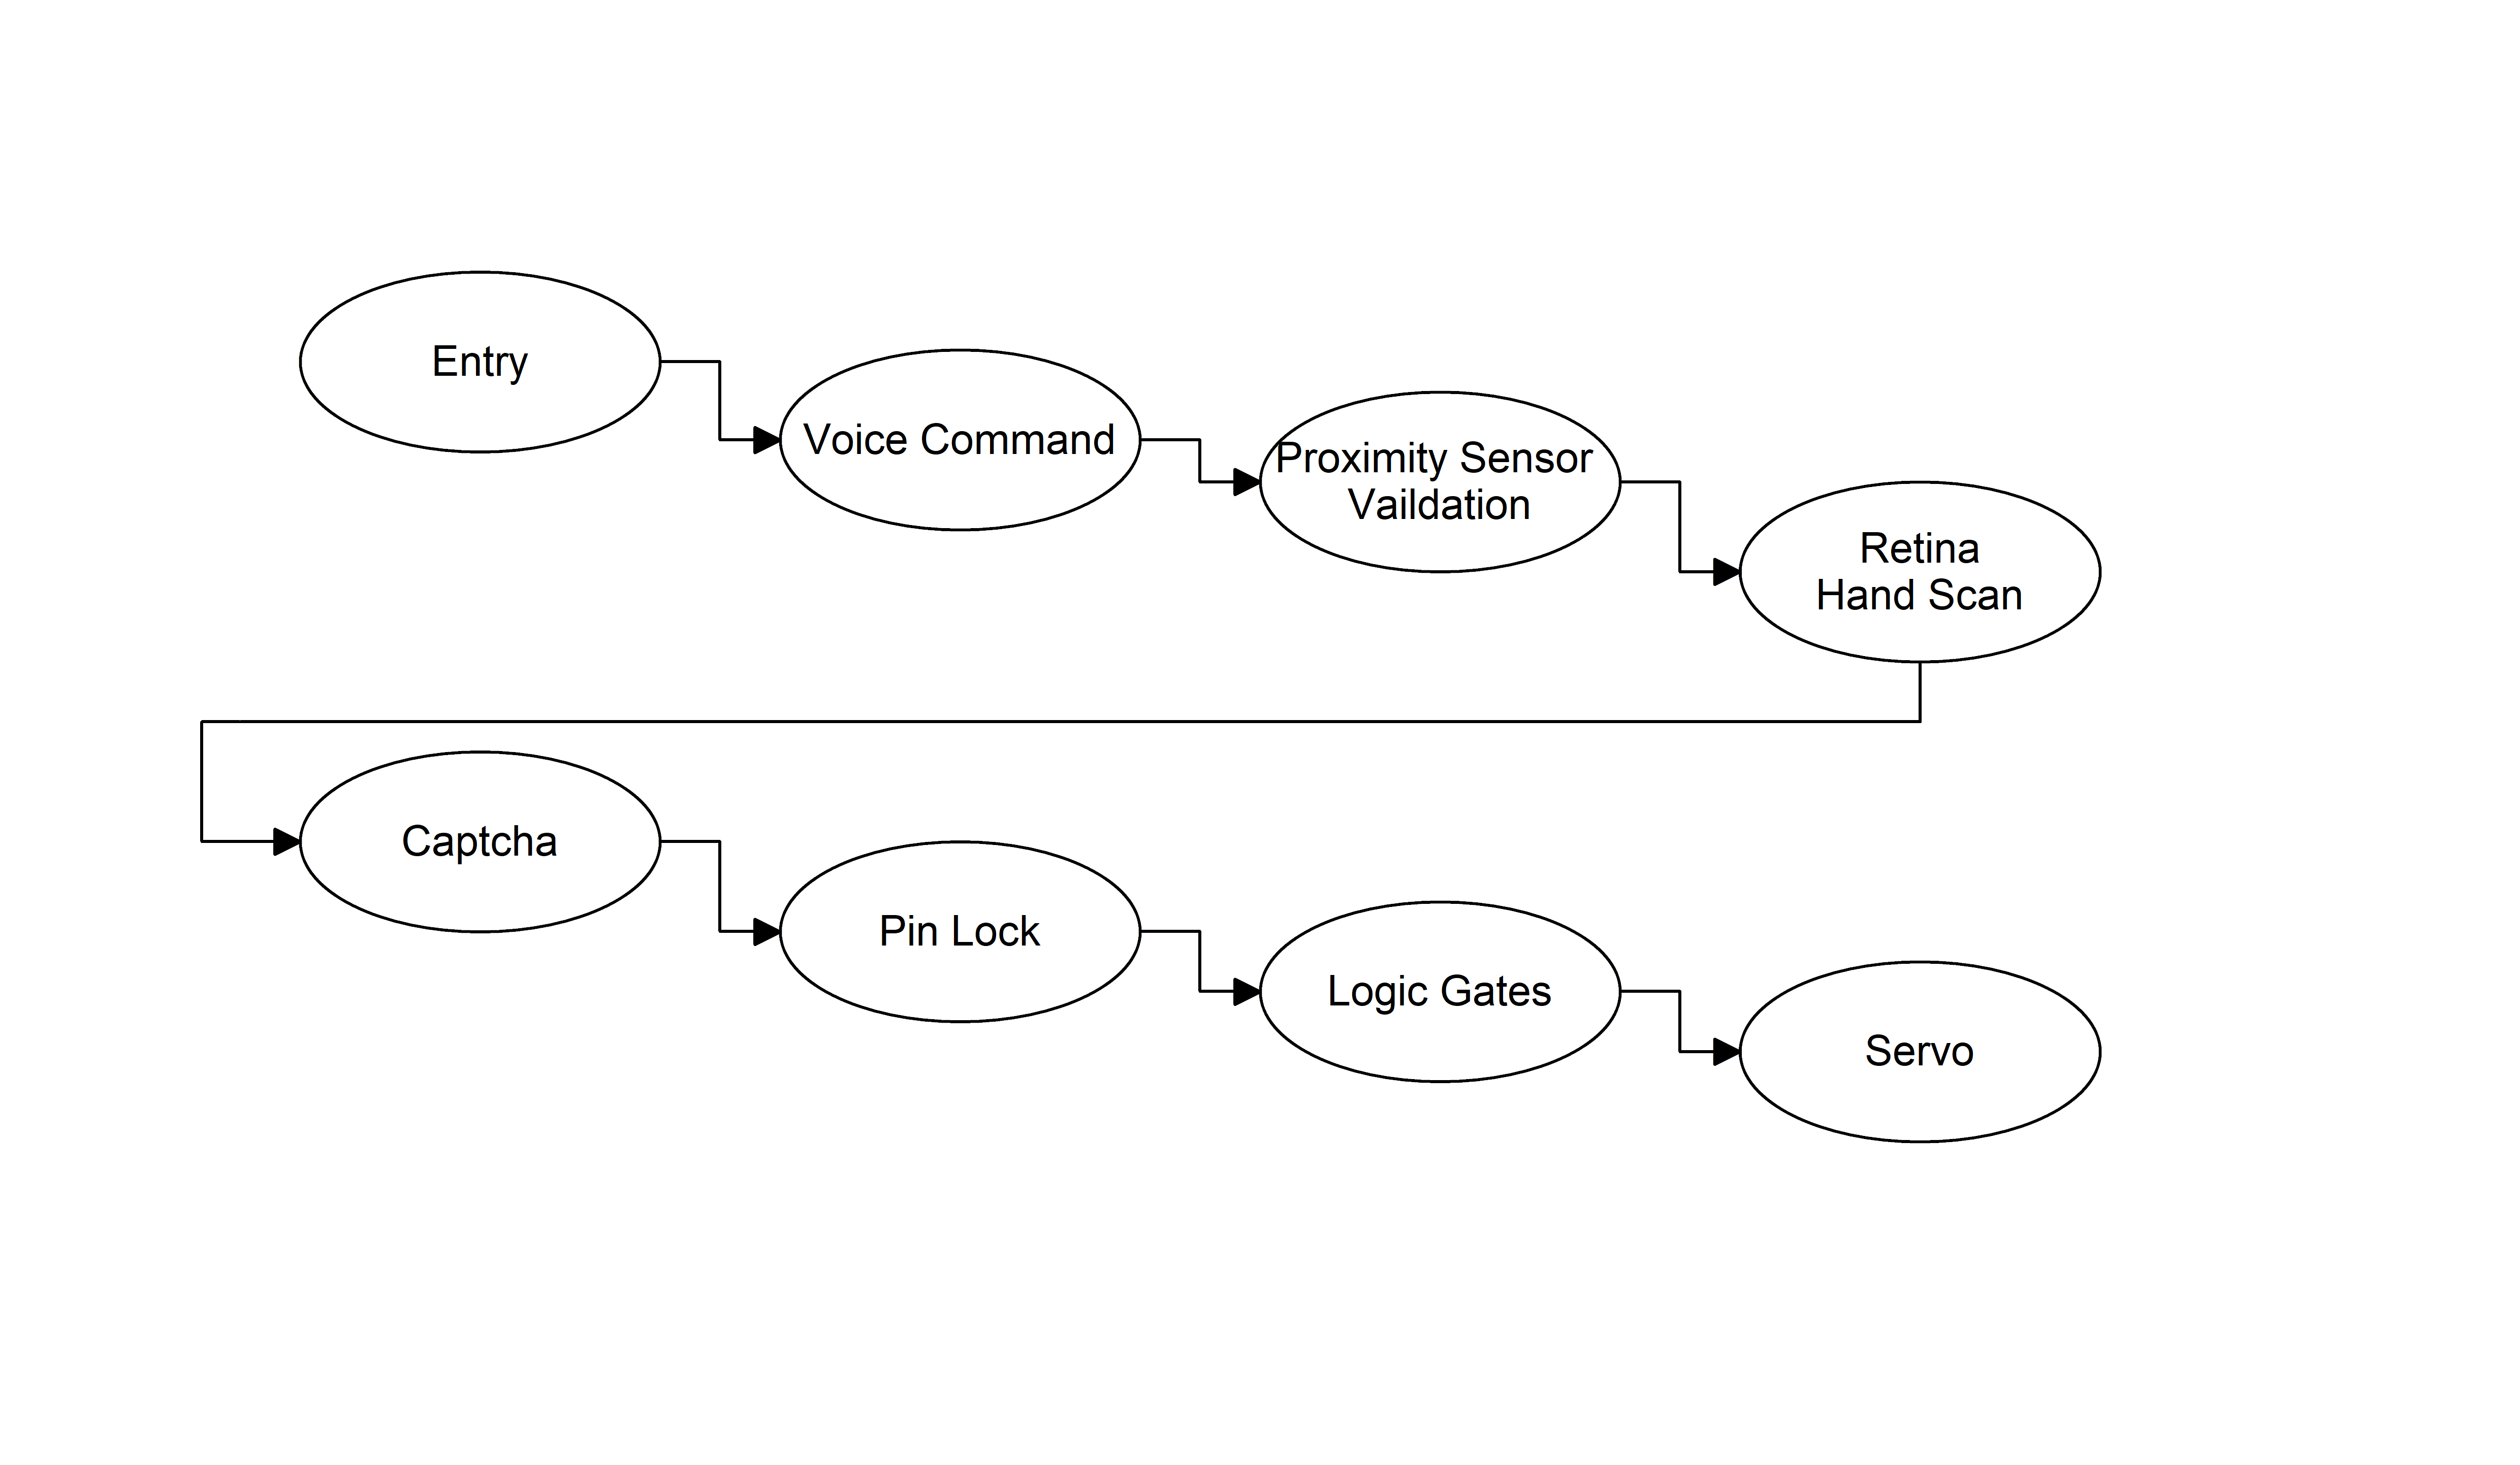 Entry
Voice Command
Proximity Sensor
Vaildation
Retina
Hand Scan
Captcha
Pin Lock
Logic Gates
Servo